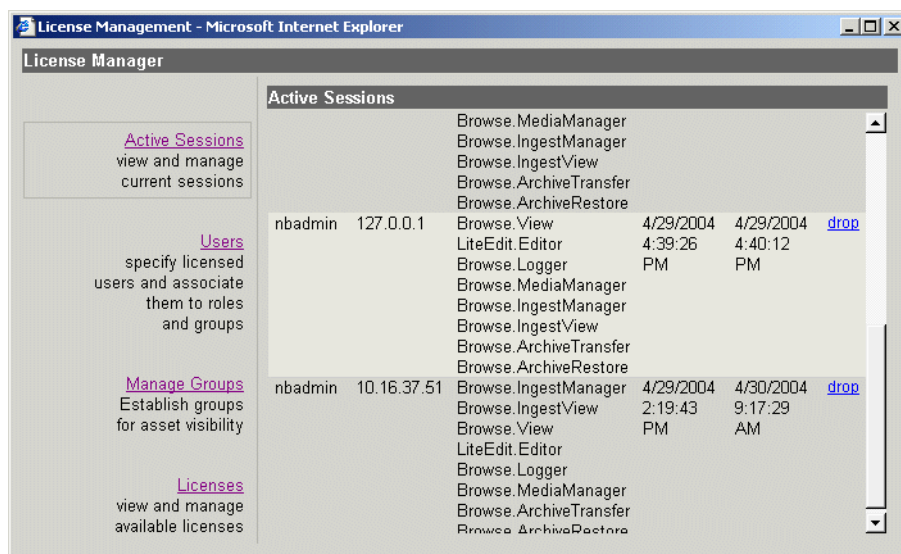 License Management - Microsoft Internet Explorer
License Manager
Active Sessions
view and manage
current sessions
Users
specify licensed
users and associate
them to roles
and groups
Manage Groups
Establish groups
for asset visibility
Licenses
view and manage
available licenses
Active Sessions
Browse.MediaManager
Browse.IngestManager
Browse.IngestView
Browse.ArchiveTransfer
Browse.ArchiveRestore
nbadmin 127.0.0.1 Browse.View 4/29/2004 4/29/2004 drop
LiteEdit.Editor 4:39:26 4:40:12
Browse.Logger PM PM
Browse.MediaManager
Browse.IngestManager
Browse.IngestView
Browse.ArchiveTransfer
Browse.ArchiveRestore
nbadmin 10.16.37.51 Browse.IngestManager 4/29/2004 4/30/2004 drop
Browse.IngestView 2:19:43 9:17:29
Browse.View PM AM
LiteEdit.Editor
Browse.Logger
Browse.MediaManager
Browse.ArchiveTransfer
Browse.ArchiveRestore